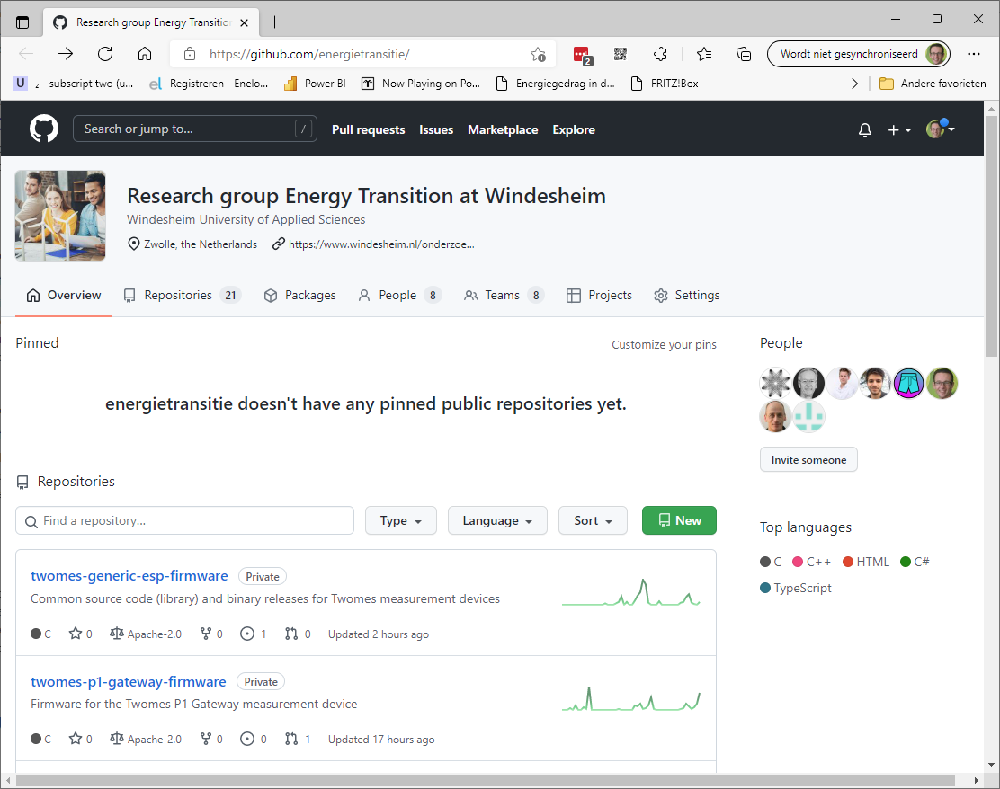 Research group Energy Transition
https://github.com/energietransitie/
2
Wordt niet gesynchroniseerd
U
₂ - subscript two (u...
el
Registreren - Enelo...
Power BI
Now Playing on Po...
Energiegedrag in d...
FRITZ!Box
Andere favorieten
Search or jump to...
/
Pull requests
Issues
Marketplace
Explore
Research group Energy Transition at Windesheim
Windesheim University of Applied Sciences
Zwolle, the Netherlands
https://www.windesheim.nl/onderzoe...
Overview
Repositories 21
Packages
People 8
Teams 8
Projects
Settings
Pinned
Customize your pins
energietransitie doesn't have any pinned public repositories yet.
Repositories
Find a repository...
Type
Language
Sort
New
twomes-generic-esp-firmware Private
Common source code (library) and binary releases for Twomes measurement devices
C 0 Apache-2.0 0 1 0 Updated 2 hours ago
twomes-p1-gateway-firmware Private
Firmware for the Twomes P1 Gateway measurement device
C 0 Apache-2.0 0 0 1 Updated 17 hours ago
People
Invite someone
Top languages
C C++ HTML C#
TypeScript